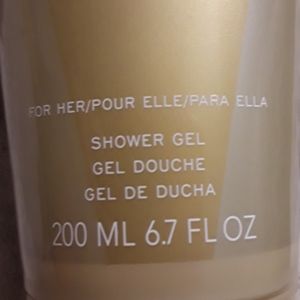 FOR HER/POUR ELLE/PARA ELLA
SHOWER GEL
GEL DOUCHE
GEL DE DUCHA
200 ML 6.7 FL OZ